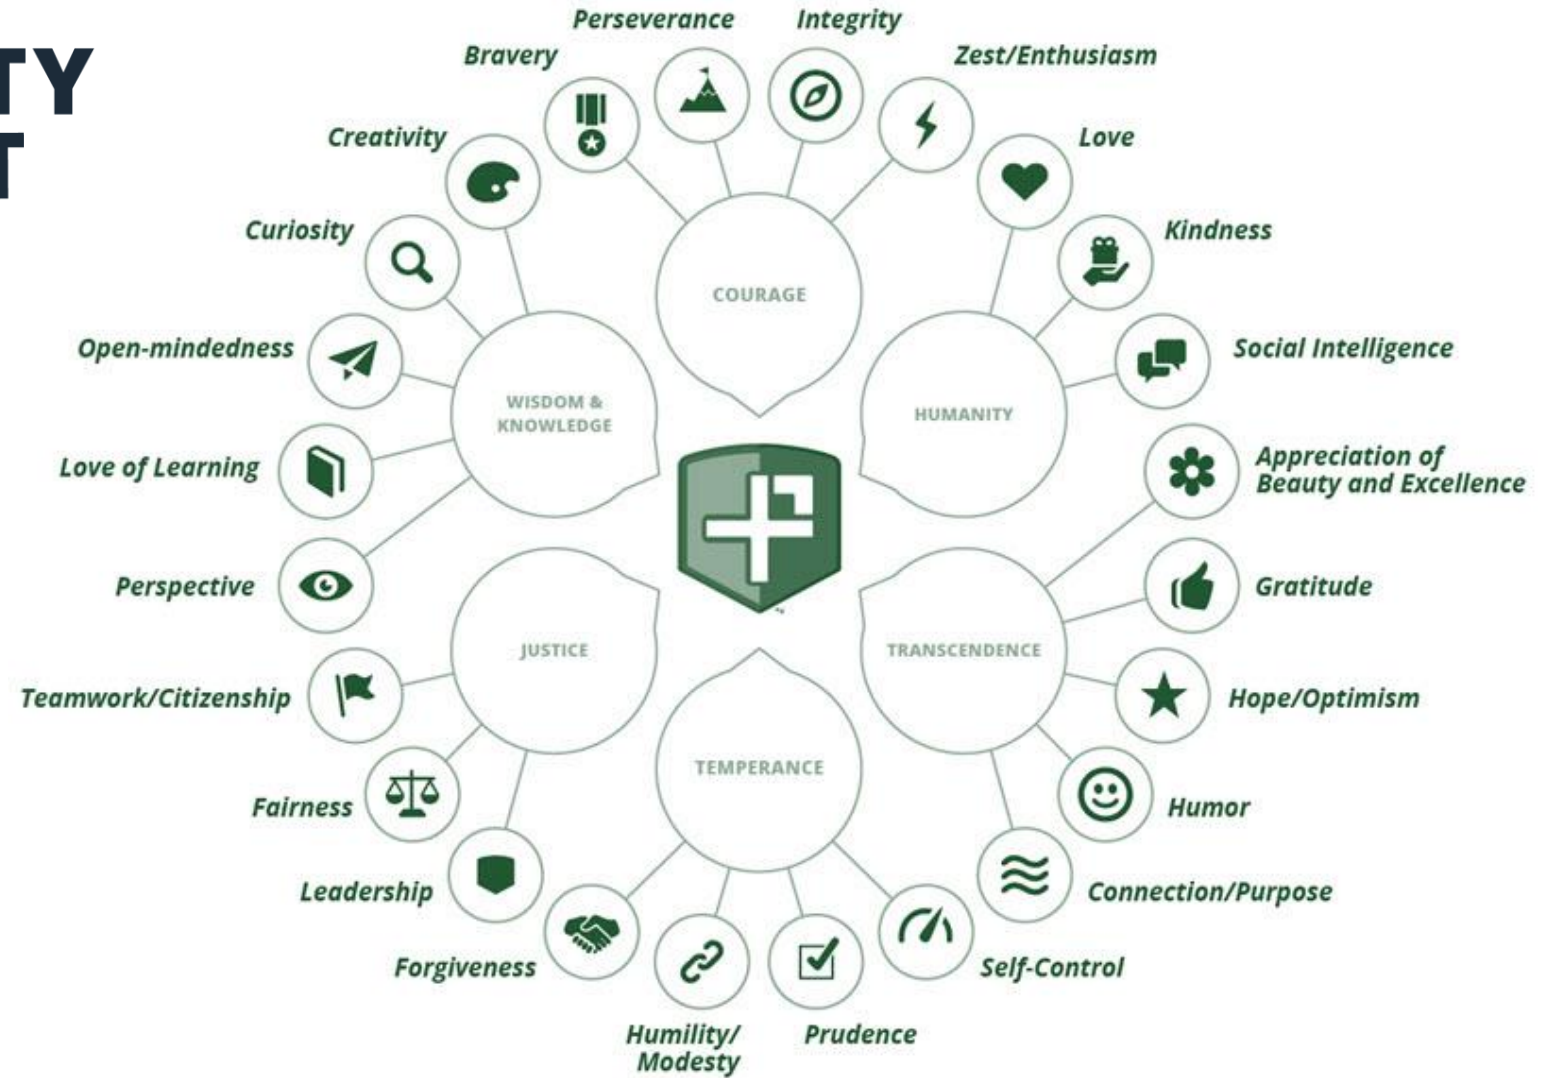 TY
T
Perseverance
Integrity
Bravery
Zest/Enthusiasm
Creativity
Love
Curiosity
Kindness
Open-mindedness
Social Intelligence
Love of Learning
Appreciation of
Beauty and Excellence
Perspective
Gratitude
Teamwork/Citizenship
Hope/Optimism
Fairness
Humor
Leadership
Connection/Purpose
Forgiveness
Self-Control
Humility/
Modesty
Prudence
COURAGE
WISDOM &
KNOWLEDGE
HUMANITY
JUSTICE
TRANSCENDENCE
TEMPERANCE